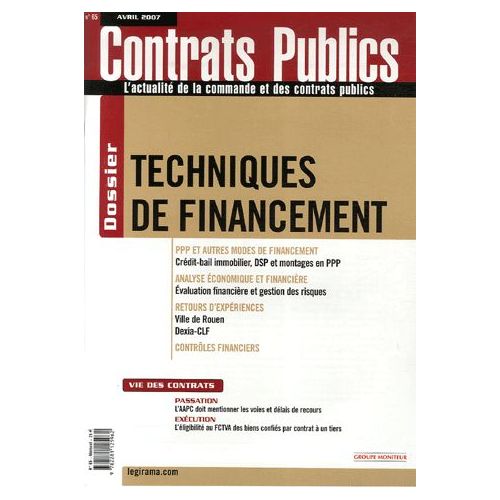 n° 65
AVRIL 2007
Contrats Publics
L'actualité de la commande et des contrats publics
Dossier
TECHNIQUES
DE FINANCEMENT
PPP ET AUTRES MODES DE FINANCEMENT
Crédit-bail immobilier, DSP et montages en PPP
ANALYSE ÉCONOMIQUE ET FINANCIÈRE
Évaluation financière et gestion des risques
RETOURS D'EXPÉRIENCES
Ville de Rouen
Dexia-CLF
CONTRÔLES FINANCIERS
VIE DES CONTRATS
PASSATION
L'AAPC doit mentionner les voies et délais de recours
EXÉCUTION
L'éligibilité au FCTVA des biens confiés par contrat à un tiers
GROUPE MONITEUR
legirama.com